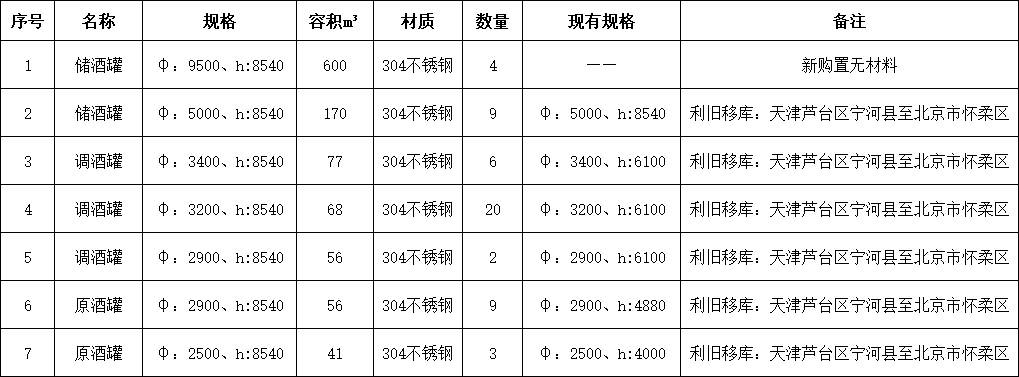 序号 名称 规格 容积m³ 材质 数量 现有规格 备注
1 储酒罐 Φ：9500、h:8540 600 304不锈钢 4 —— 新购置无材料
2 储酒罐 Φ：5000、h:8540 170 304不锈钢 9 Φ：5000、h:8540 利旧移库：天津芦台区宁河县至北京市怀柔区
3 调酒罐 Φ：3400、h:8540 77 304不锈钢 6 Φ：3400、h:6100 利旧移库：天津芦台区宁河县至北京市怀柔区
4 调酒罐 Φ：3200、h:8540 68 304不锈钢 20 Φ：3200、h:6100 利旧移库：天津芦台区宁河县至北京市怀柔区
5 调酒罐 Φ：2900、h:8540 56 304不锈钢 2 Φ：2900、h:6100 利旧移库：天津芦台区宁河县至北京市怀柔区
6 原酒罐 Φ：2900、h:8540 56 304不锈钢 9 Φ：2900、h:4880 利旧移库：天津芦台区宁河县至北京市怀柔区
7 原酒罐 Φ：2500、h:8540 41 304不锈钢 3 Φ：2500、h:4000 利旧移库：天津芦台区宁河县至北京市怀柔区